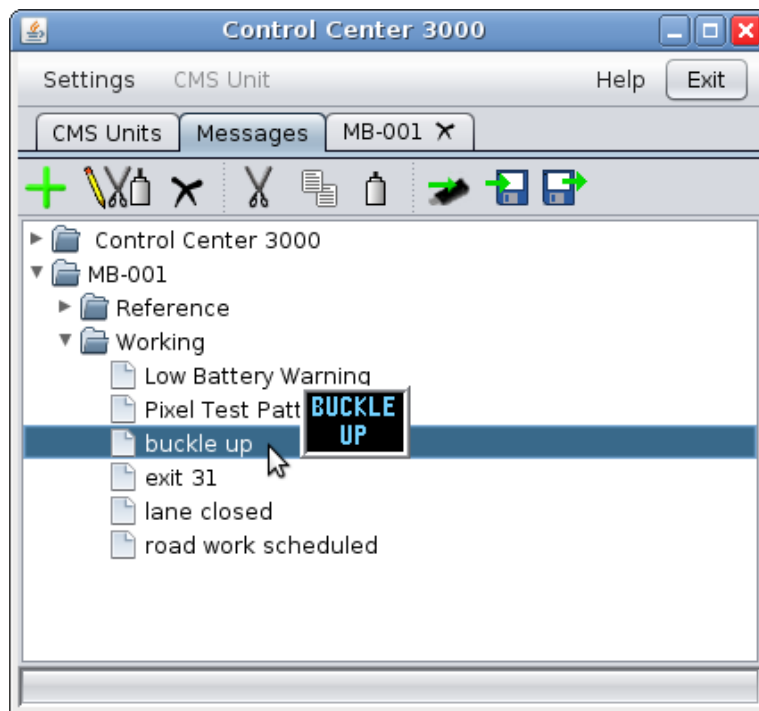 Control Center 3000
Settings CMS Unit Help Exit
CMS Units Messages MB-001
Control Center 3000
MB-001
Reference
Working
Low Battery Warning
Pixel Test Patt
BUCKLE
UP
buckle up
exit 31
lane closed
road work scheduled